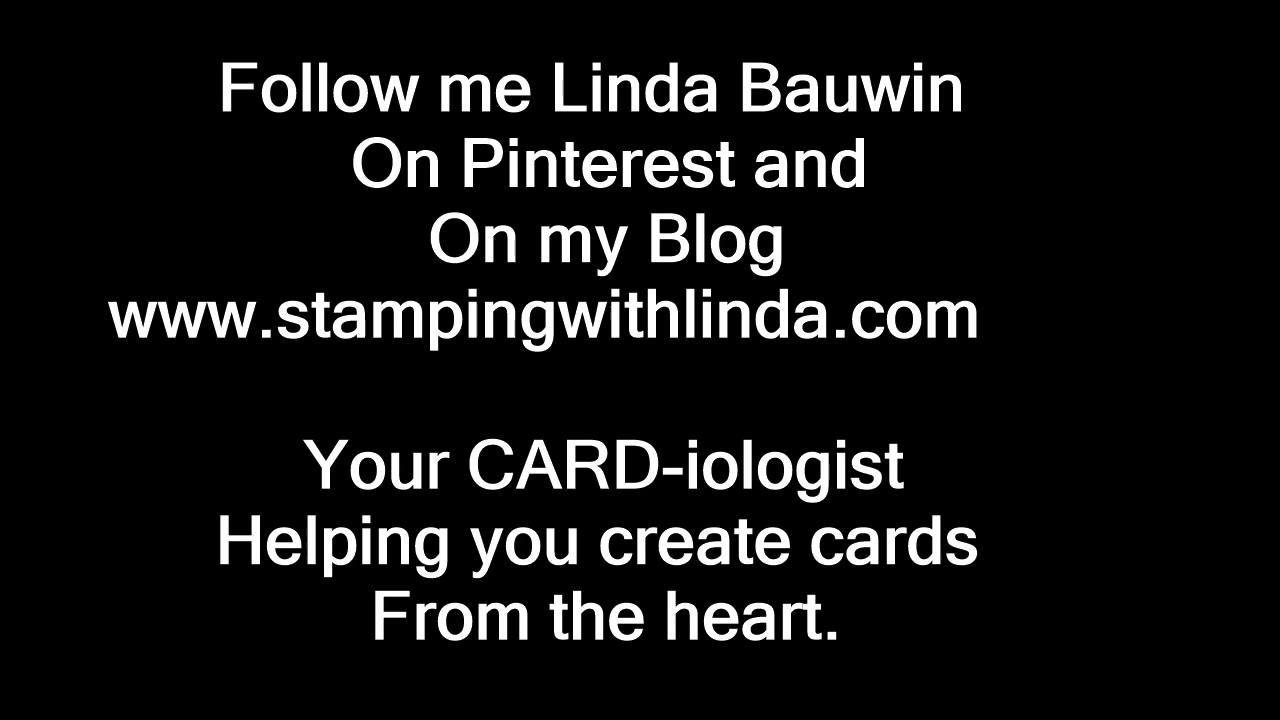 Follow me Linda Bauwin
On Pinterest and
On my Blog
www.stampingwithlinda.com
Your CARD-iologist
Helping you create cards
From the heart.